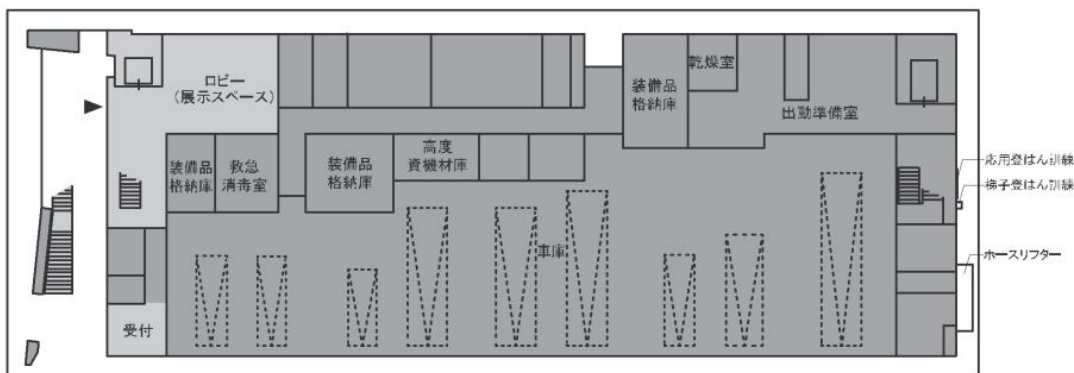 ロビー
(展示スペース)
装備品
格納庫
乾燥室
出動準備室
装備品
格納庫
救急
消毒室
装備品
格納庫
高度
資機材庫
応用登はん訓練
梯子登はん訓練
車庫
ホースリフター
受付